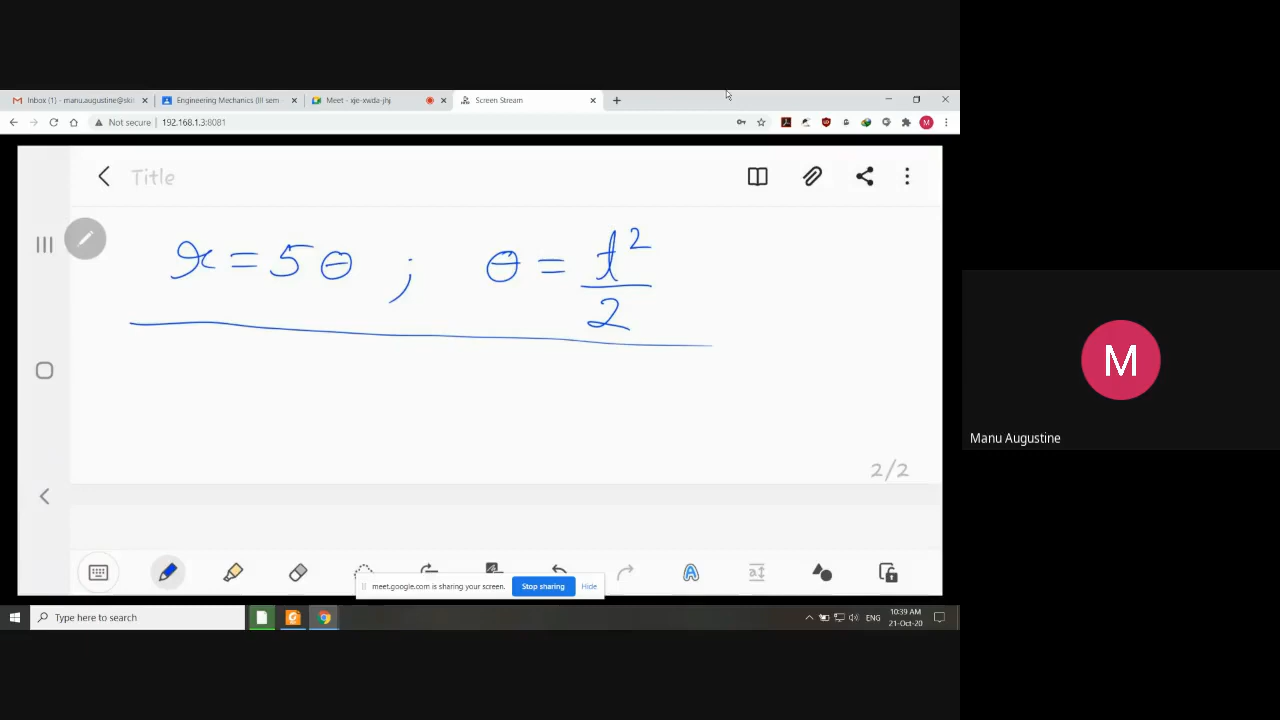 Inbox (1) - manu.augustine@ski
Engineering Mechanics (III sem
Meet - xje-xwda-jhj
Screen Stream
Not secure
192.168.1.3:8081
M
Title
r = 5θ ; θ = t²/2
2/2
meet.google.com is sharing your screen.
Stop sharing
Hide
Type here to search
ENG
10:39 AM
21-Oct-20
M
Manu Augustine